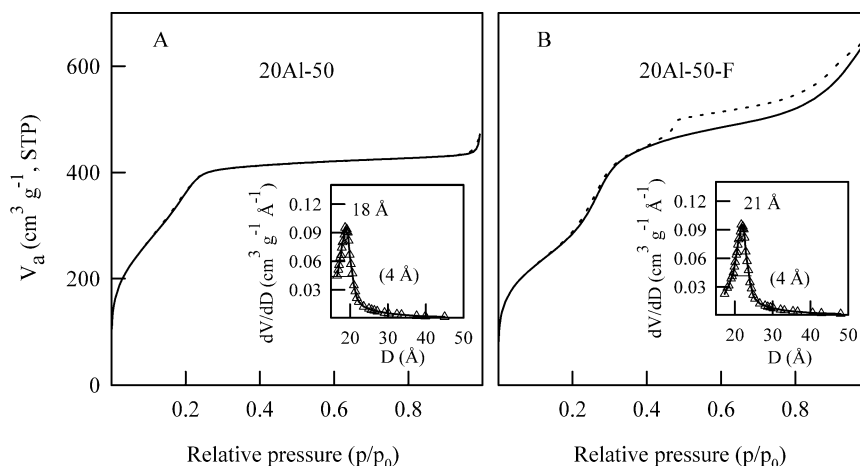 A
20Al-50
600
400
200
0
V_a (cm^3 g^-1, STP)
0.2 0.4 0.6 0.8
Relative pressure (p/p_0)
18 Å
(4 Å)
0.12
0.09
0.06
0.03
dV/dD (cm^3 g^-1 Å^-1)
20 30 40 50
D (Å)
B
20Al-50-F
0.2 0.4 0.6 0.8
Relative pressure (p/p_0)
21 Å
(4 Å)
0.12
0.09
0.06
0.03
dV/dD (cm^3 g^-1 Å^-1)
20 30 40 50
D (Å)